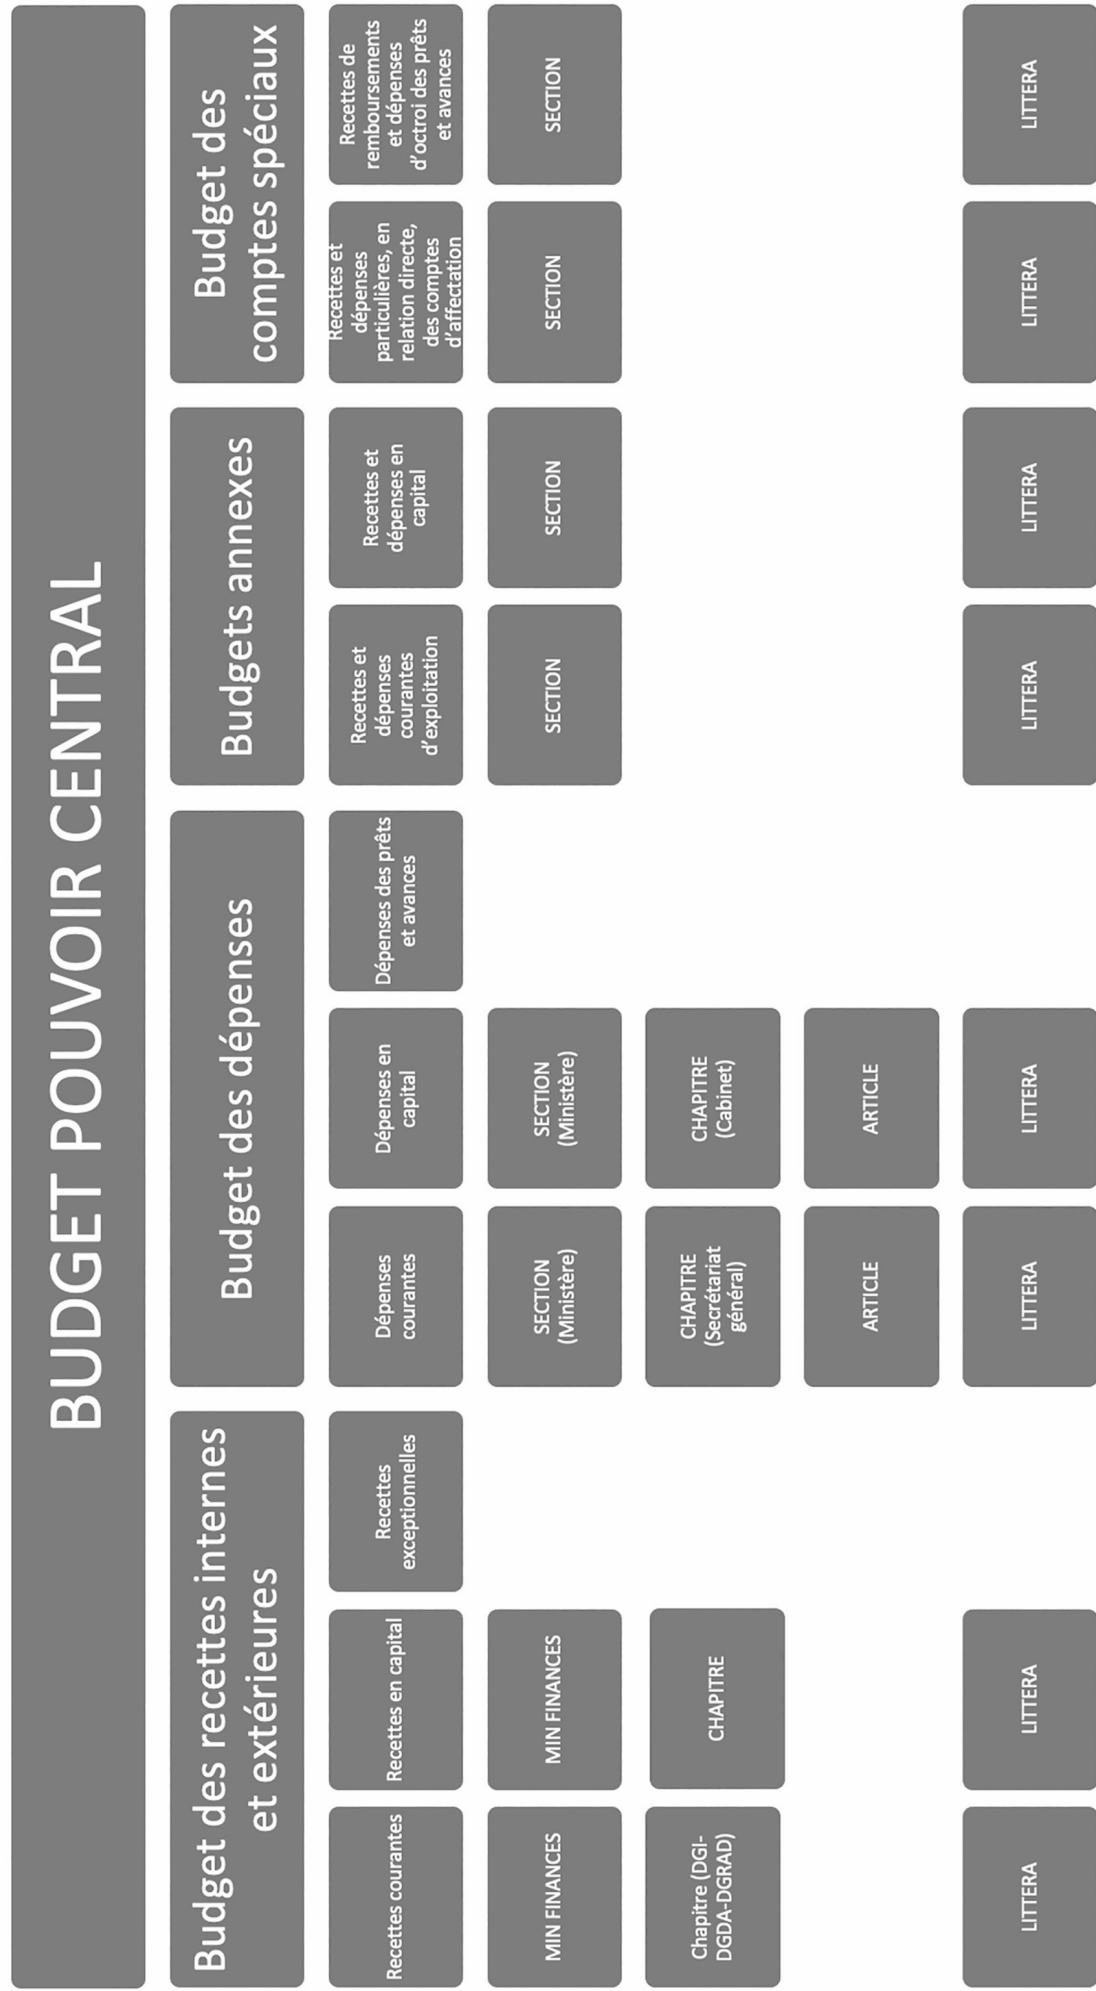 BUDGET POUVOIR CENTRAL
Budget des recettes internes
et extérieures
Budget des dépenses
Budgets annexes
Budget des
comptes spéciaux
Recettes courantes
Recettes en capital
Recettes
exceptionnelles
Dépenses
courantes
Dépenses en
capital
Dépenses des prêts
et avances
Recettes et
dépenses
courantes
d'exploitation
Recettes et
dépenses en
capital
Recettes et
dépenses
particulières, en
relation directe,
des comptes
d'affectation
Recettes de
remboursements
et dépenses
d'octroi des prêts
et avances
MIN FINANCES
MIN FINANCES
SECTION
(Ministère)
SECTION
(Ministère)
SECTION
SECTION
SECTION
SECTION
Chapitre (DGI-
DGDA-DGRAD)
CHAPITRE
CHAPITRE
(Secrétariat
général)
CHAPITRE
(Cabinet)
ARTICLE
ARTICLE
LITTERA
LITTERA
LITTERA
LITTERA
LITTERA
LITTERA
LITTERA
LITTERA